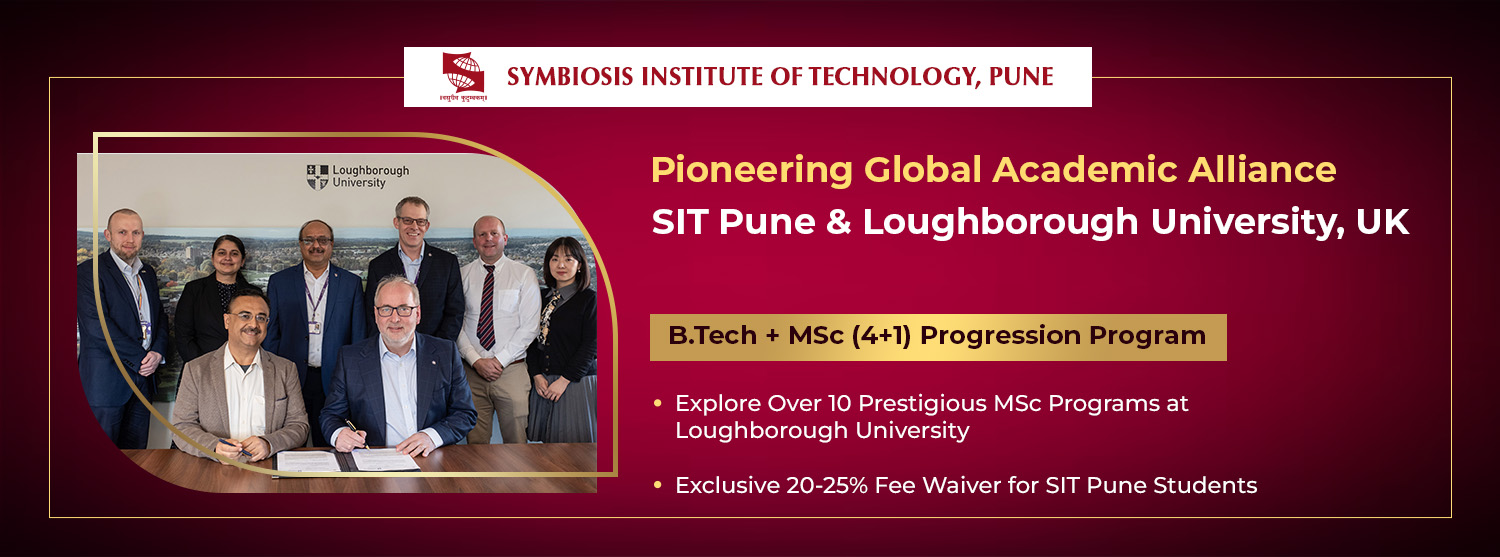 ॥वसुधैव कुटुम्बकम्॥
SYMBIOSIS INSTITUTE OF TECHNOLOGY, PUNE
Loughborough
University
Pioneering Global Academic Alliance
SIT Pune & Loughborough University, UK
B.Tech + MSc (4+1) Progression Program
• Explore Over 10 Prestigious MSc Programs at
Loughborough University
• Exclusive 20-25% Fee Waiver for SIT Pune Students